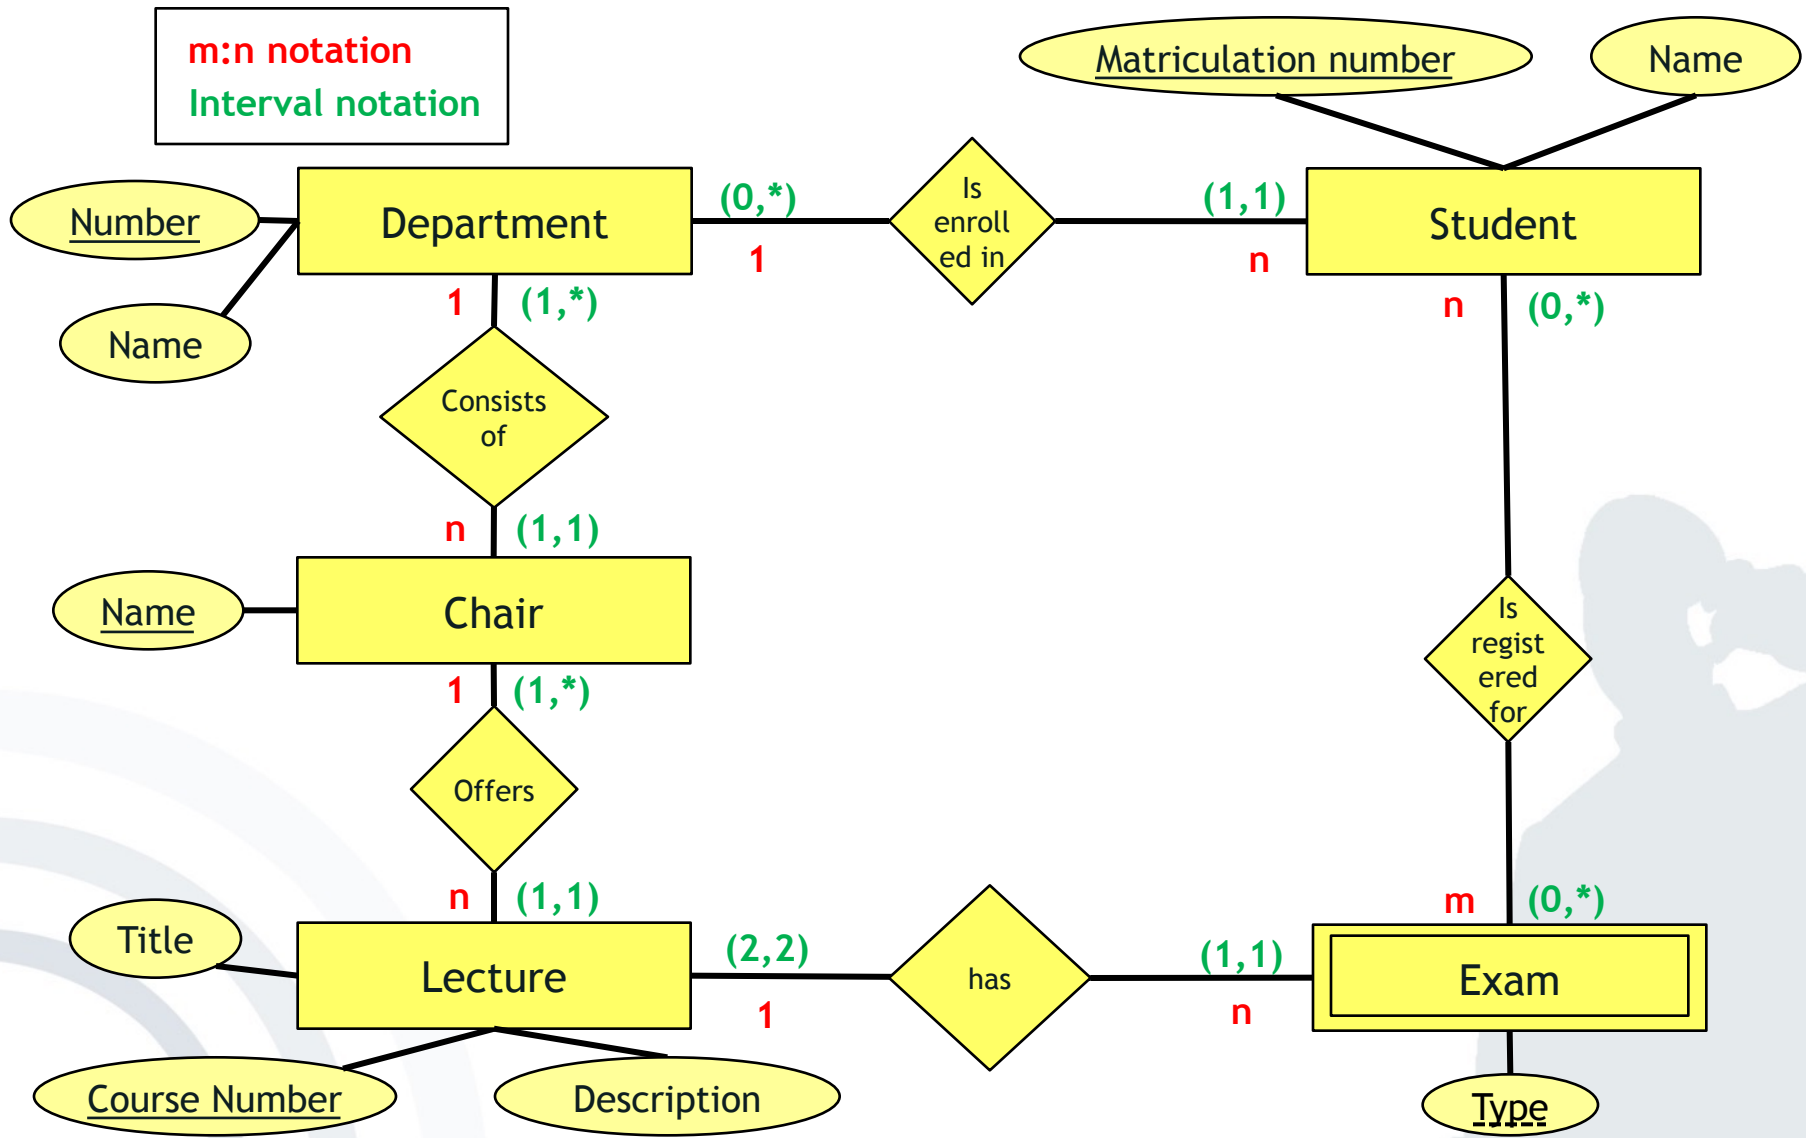 m:n notation
Interval notation
Matriculation number
Name
Number
Name
Department
(0,*)
1
Is
enroll
ed in
(1,1)
n
Student
1
(1,*)
n
(0,*)
Consists
of
n
(1,1)
Name
Chair
Is
regist
ered
for
1
(1,*)
Offers
n
(1,1)
m
(0,*)
Title
Lecture
(2,2)
1
has
(1,1)
n
Exam
Course Number
Description
Type